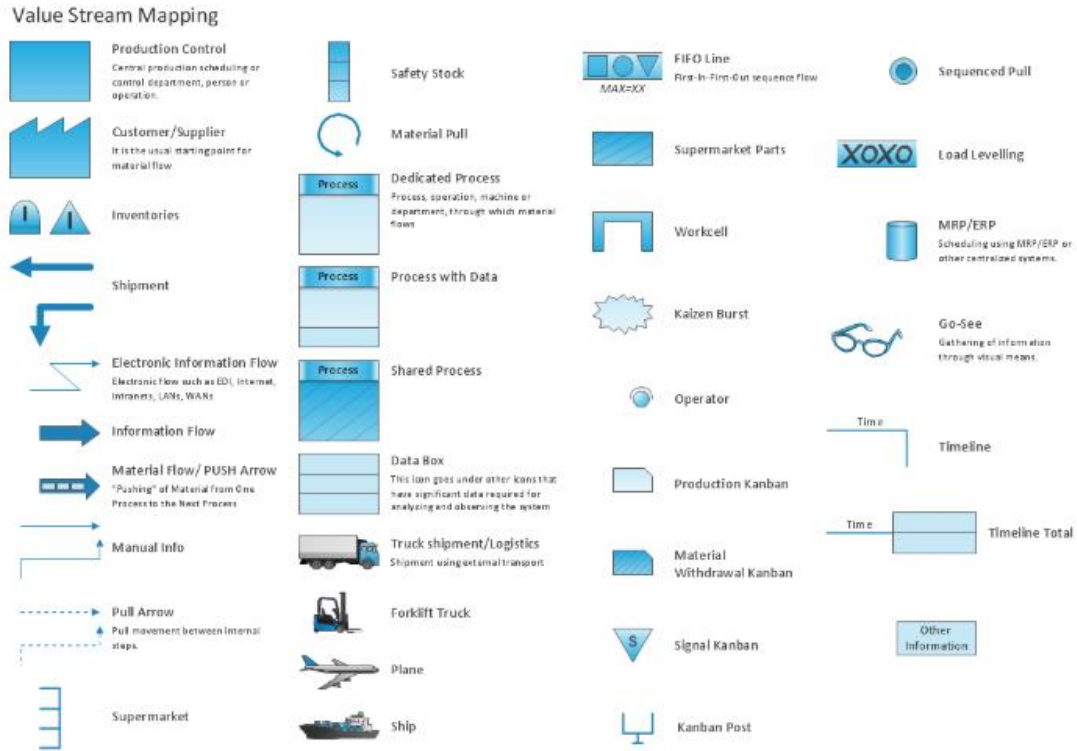 Value Stream Mapping
Production Control
Central production scheduling or
control department, person or
operation.
Customer/Supplier
It is the usual starting point for
material flow
I I
Inventories
Shipment
Electronic Information Flow
Electronic flow such as EDI, Internet,
Intranets, LANs, WANs
Information Flow
Material Flow/ PUSH Arrow
"Pushing" of Material from One
Process to the Next Process
Manual Info
Pull Arrow
Pull movement between internal
steps.
Supermarket
Safety Stock
Material Pull
Process
Dedicated Process
Process, operation, machine or
department, through which material
flows
Process
Process with Data
Process
Shared Process
Data Box
This icon goes under other icons that
have significant data required for
analyzing and observing the system
Truck shipment/Logistics
Shipment using external transport
Forklift Truck
Plane
Ship
MAX=XX
FIFO Line
First-In-First-Out sequence flow
Supermarket Parts
Workcell
Kaizen Burst
Operator
Production Kanban
Material
Withdrawal Kanban
S
Signal Kanban
Kanban Post
Sequenced Pull
XOXO
Load Levelling
MRP/ERP
Scheduling using MRP/ERP or
other centralized systems.
Go-See
Gathering of information
through visual means.
Time
Timeline
Time
Timeline Total
Other
Information